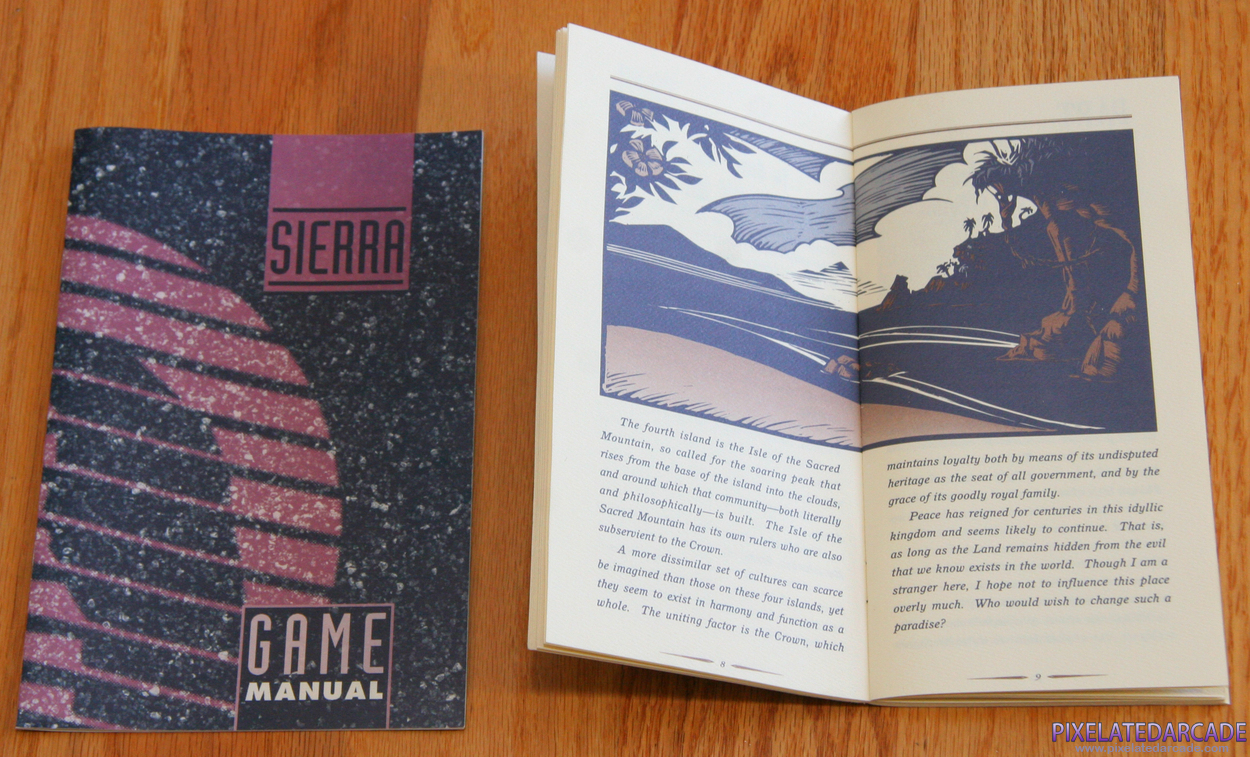 SIERRA
GAME
MANUAL
The fourth island is the Isle of the Sacred
Mountain, so called for the soaring peak that
rises from the base of the island into the clouds,
and around which that community—both literally
and philosophically—is built. The Isle of the
Sacred Mountain has its own rulers who are also
subservient to the Crown.
A more dissimilar set of cultures can scarce
be imagined than those on these four islands, yet
they seem to exist in harmony and function as a
whole. The uniting factor is the Crown, which
8
maintains loyalty both by means of its undisputed
heritage as the seat of all government, and by the
grace of its goodly royal family.
Peace has reigned for centuries in this idyllic
kingdom and seems likely to continue. That is,
as long as the Land remains hidden from the evil
that we know exists in the world. Though I am a
stranger here, I hope not to influence this place
overly much. Who would wish to change such a
paradise?
9
PIXELATEDARCADE
www.pixelatedarcade.com